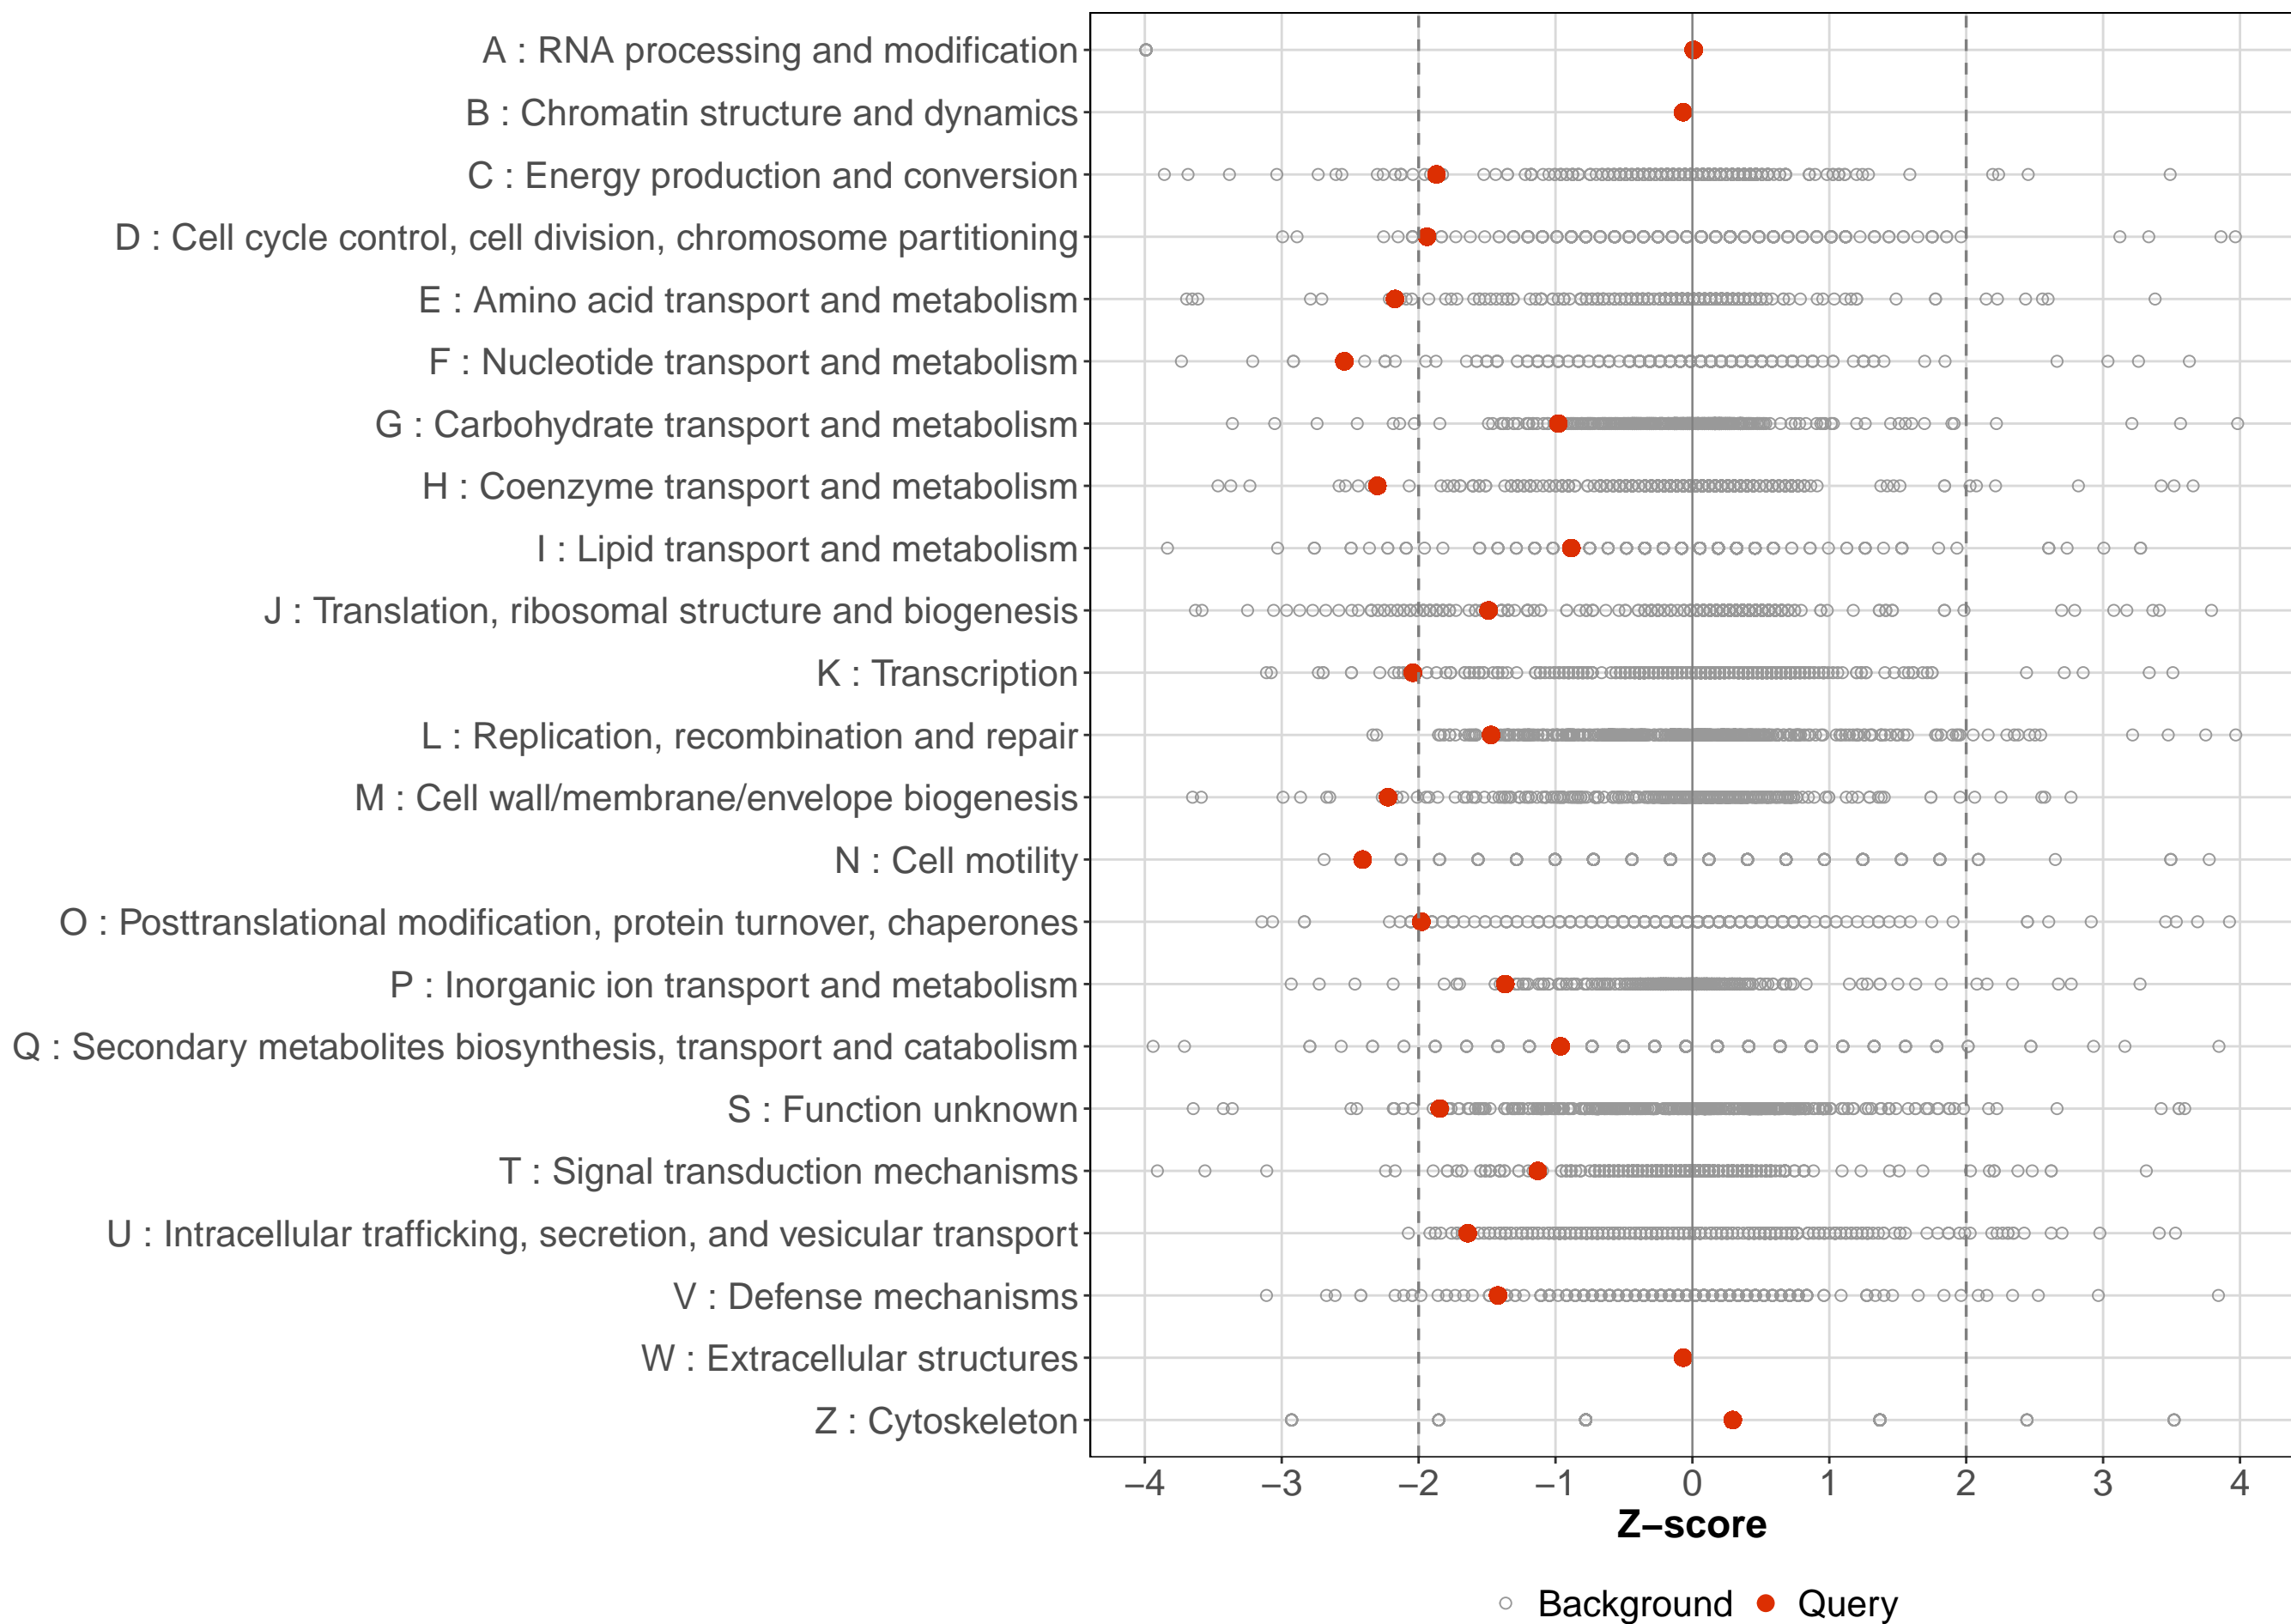 A : RNA processing and modification
B : Chromatin structure and dynamics
C : Energy production and conversion
D : Cell cycle control, cell division, chromosome partitioning
E : Amino acid transport and metabolism
F : Nucleotide transport and metabolism
G : Carbohydrate transport and metabolism
H : Coenzyme transport and metabolism
I : Lipid transport and metabolism
J : Translation, ribosomal structure and biogenesis
K : Transcription
L : Replication, recombination and repair
M : Cell wall/membrane/envelope biogenesis
N : Cell motility
O : Posttranslational modification, protein turnover, chaperones
P : Inorganic ion transport and metabolism
Q : Secondary metabolites biosynthesis, transport and catabolism
S : Function unknown
T : Signal transduction mechanisms
U : Intracellular trafficking, secretion, and vesicular transport
V : Defense mechanisms
W : Extracellular structures
Z : Cytoskeleton
−4 −3 −2 −1 0 1 2 3 4
Z−score
Background Query